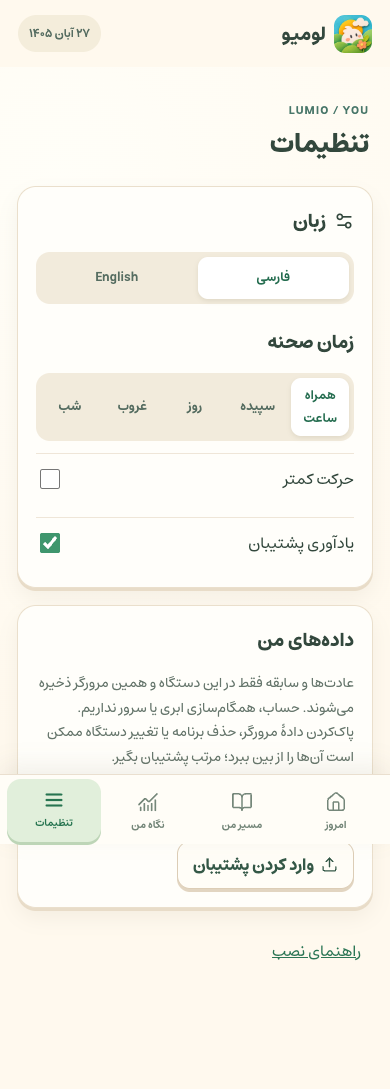 لومیو
۲۷ آبان ۱۴۰۵
LUMIO / YOU
تنظیمات
زبان
فارسی
English
زمان صحنه
همراه
ساعت
سپیده
روز
غروب
شب
حرکت کمتر
یادآوری پشتیبان
داده‌های من
عادت‌ها و سابقه فقط در این دستگاه و همین مرورگر ذخیره
می‌شوند. حساب، همگام‌سازی ابری یا سرور نداریم.
پاک‌کردن دادهٔ مرورگر، حذف برنامه یا تغییر دستگاه ممکن
است آن‌ها را از بین ببرد؛ مرتب پشتیبان بگیر.
امروز
مسیر من
نگاه من
تنظیمات
وارد کردن پشتیبان
راهنمای نصب